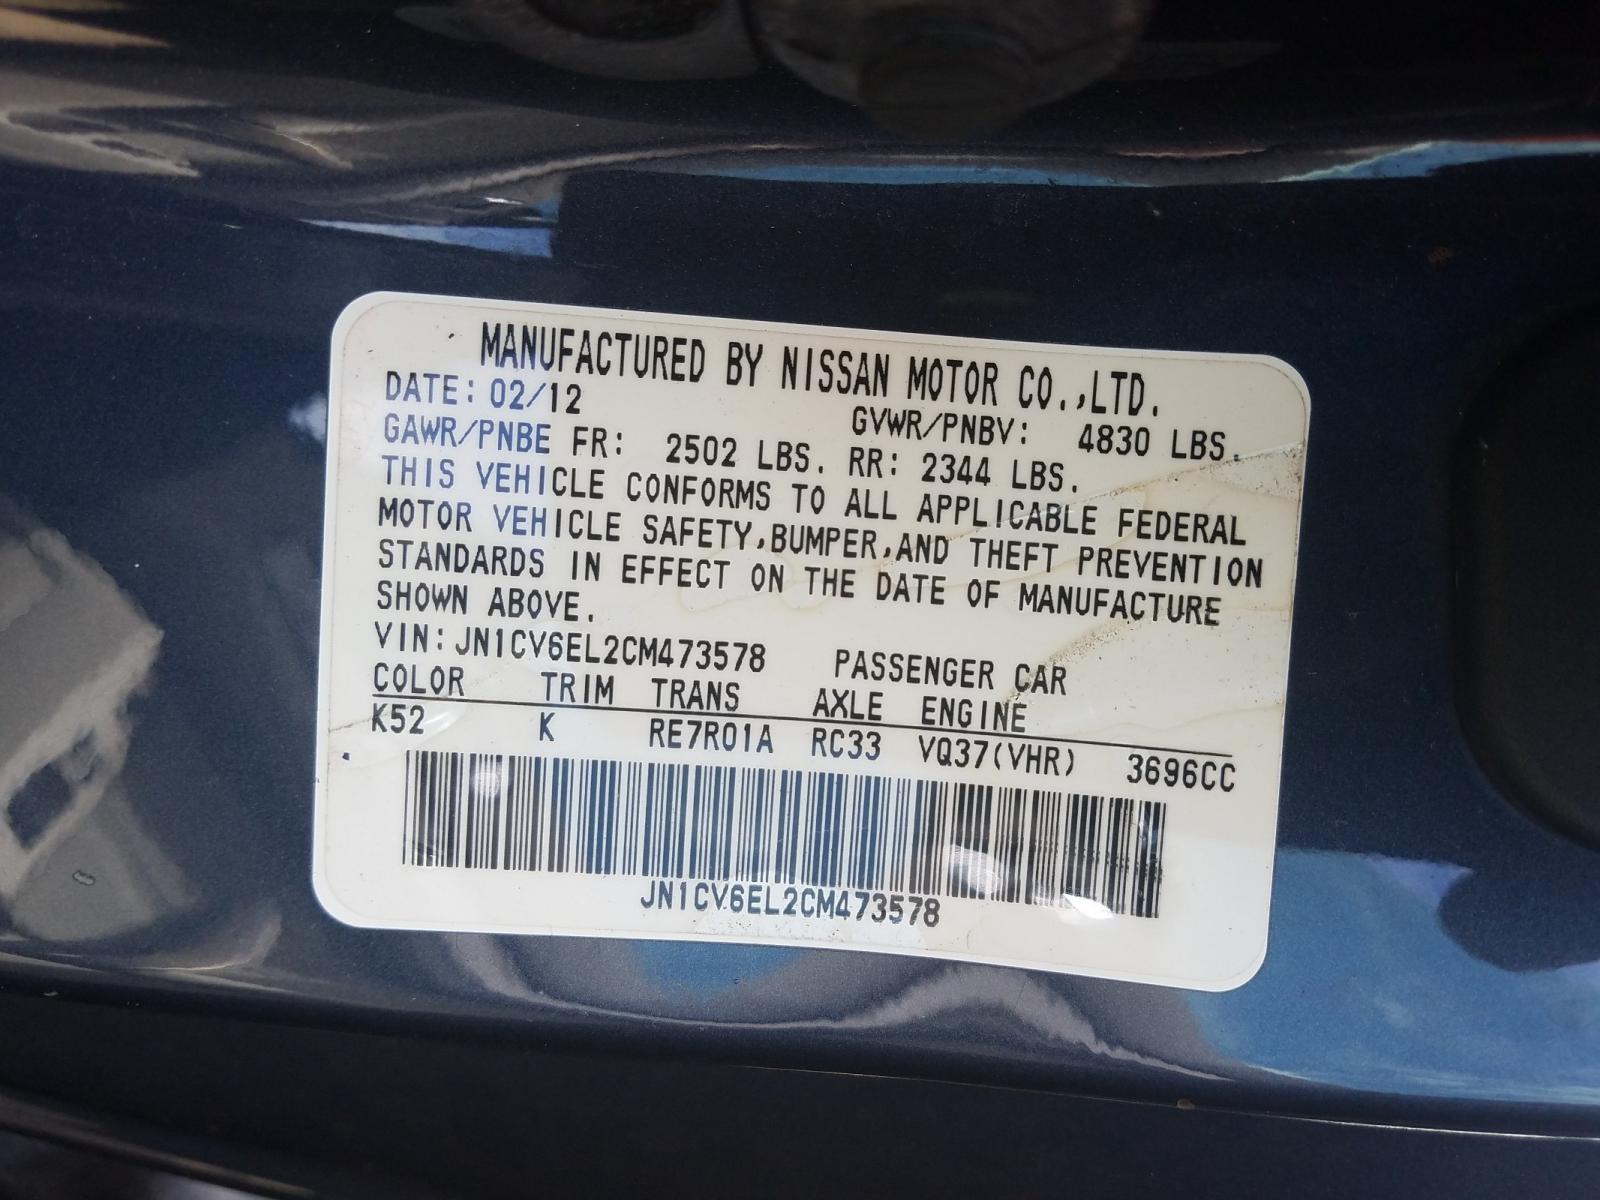 MANUFACTURED BY NISSAN MOTOR CO.,LTD.
DATE: 02/12 GVWR/PNBV: 4830 LBS.
GAWR/PNBE FR: 2502 LBS. RR: 2344 LBS.
THIS VEHICLE CONFORMS TO ALL APPLICABLE FEDERAL
MOTOR VEHICLE SAFETY,BUMPER,AND THEFT PREVENTION
STANDARDS IN EFFECT ON THE DATE OF MANUFACTURE
SHOWN ABOVE.
VIN:JN1CV6EL2CM473578 PASSENGER CAR
COLOR TRIM TRANS AXLE ENGINE
K52 K RE7R01A RC33 VQ37(VHR) 3696CC
JN1CV6EL2CM473578